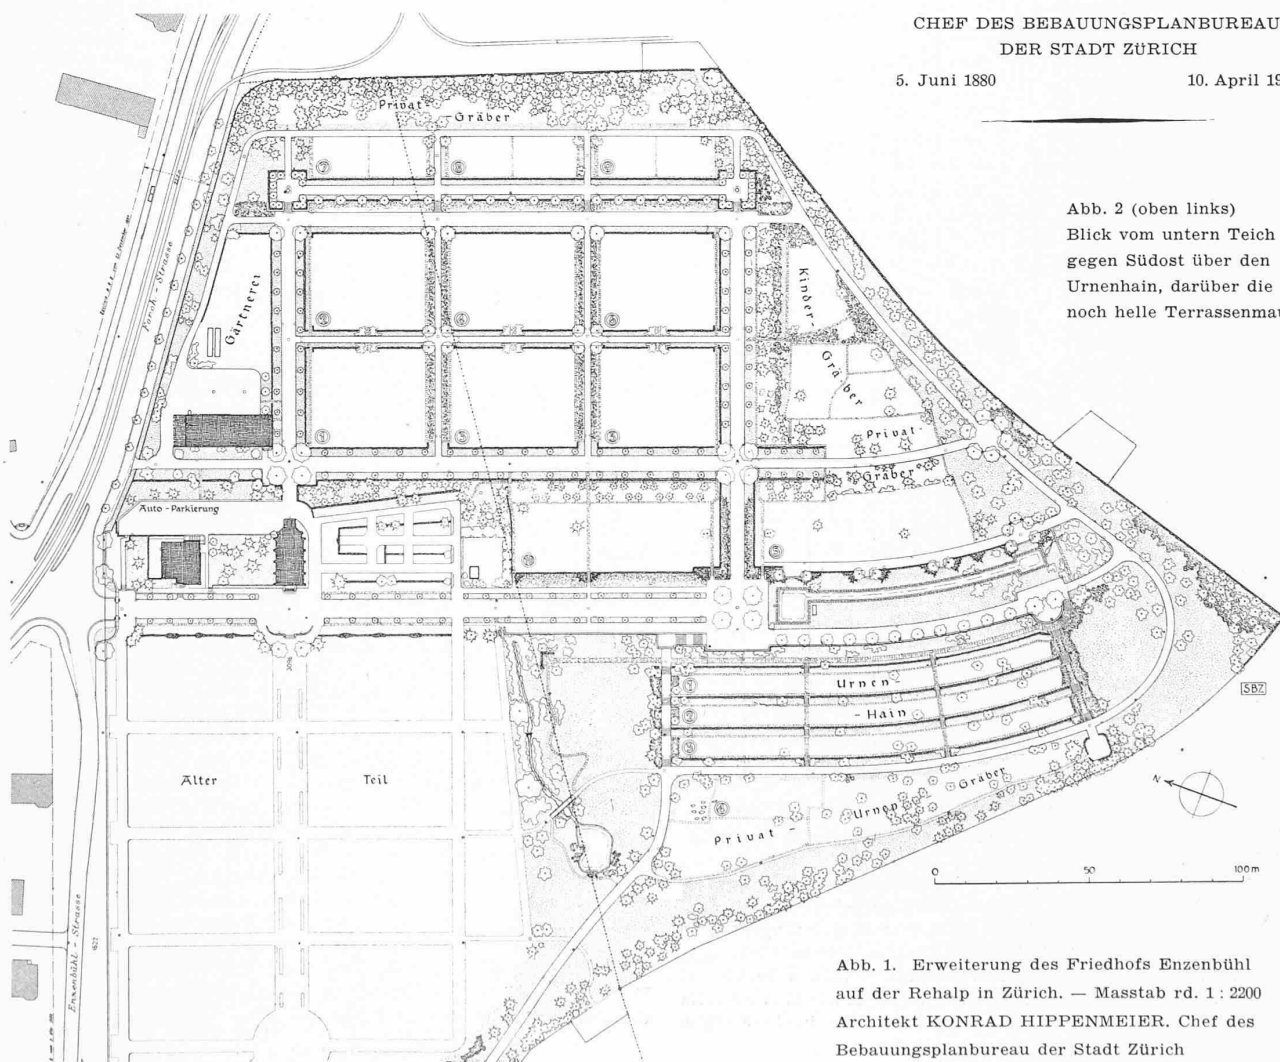 CHEF DES BEBAUUNGSPLANBUREAU
DER STADT ZÜRICH
5. Juni 1880 10. April 19
Abb. 2 (oben links)
Blick vom untern Teich
gegen Südost über den
Urnenhain, darüber die
noch helle Terrassenmau
Privat-
-Gräber
Gärtnerei
Kinder-
Gräber
Privat-
Gräber
Forch-Strasse
Auto-Parkierung
Urnen
-Hain
SBZ
N
Alter Teil
Privat- Urnen Gräber
0 50 100 m
Enzenbühl-Strasse
Abb. 1. Erweiterung des Friedhofs Enzenbühl
auf der Rehalp in Zürich. — Masstab rd. 1 : 2200
Architekt KONRAD HIPPENMEIER. Chef des
Bebauungsplanbureau der Stadt Zürich